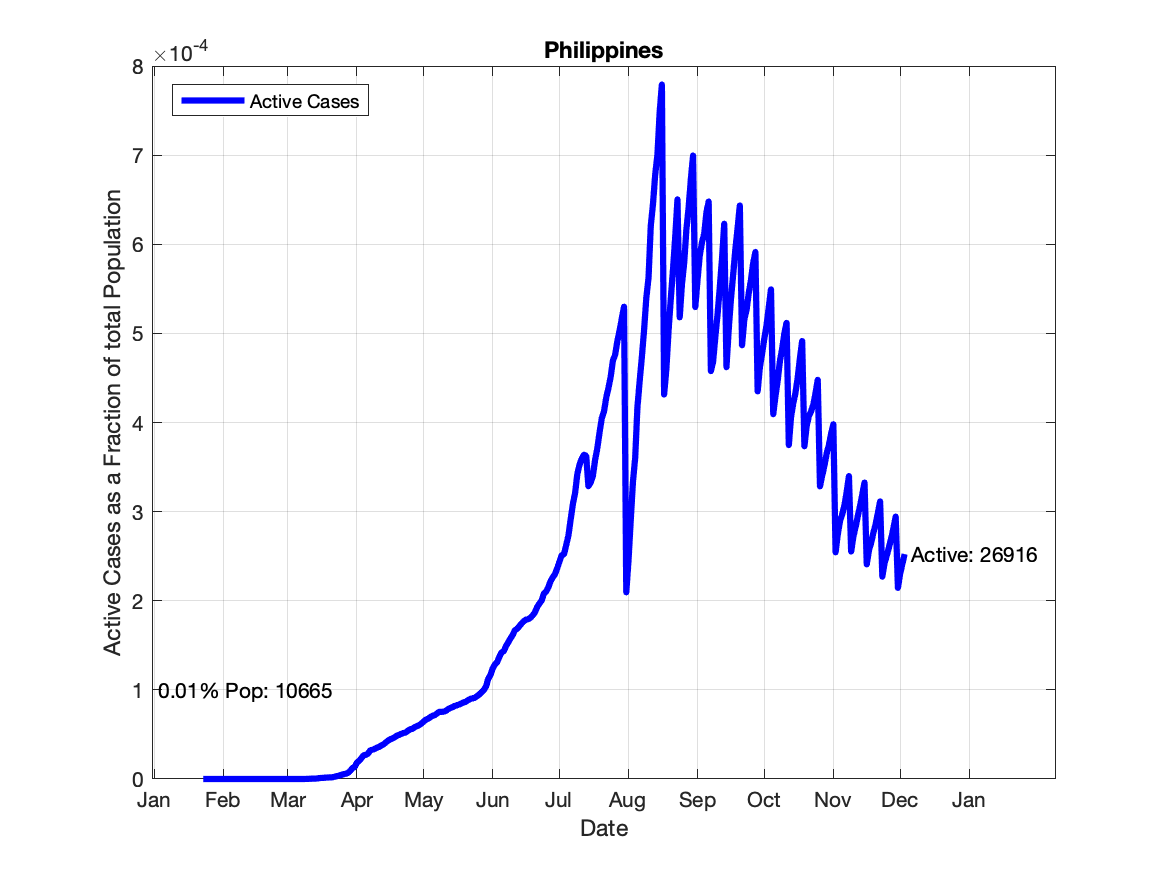 Philippines
×10-4
Active Cases
8
7
6
5
4
3
2
1
0
Active Cases as a Fraction of total Population
0.01% Pop: 10665
Active: 26916
Jan Feb Mar Apr May Jun Jul Aug Sep Oct Nov Dec Jan
Date